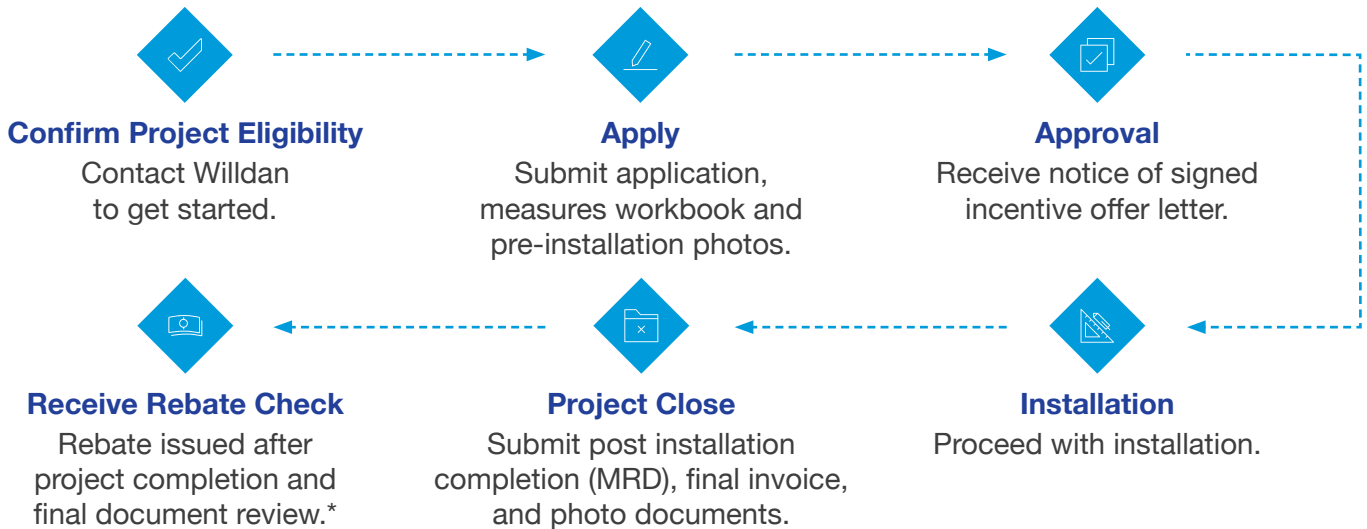 Confirm Project Eligibility
Contact Willdan
to get started.
Apply
Submit application,
measures workbook and
pre-installation photos.
Approval
Receive notice of signed
incentive offer letter.
Receive Rebate Check
Rebate issued after
project completion and
final document review.*
Project Close
Submit post installation
completion (MRD), final invoice,
and photo documents.
Installation
Proceed with installation.